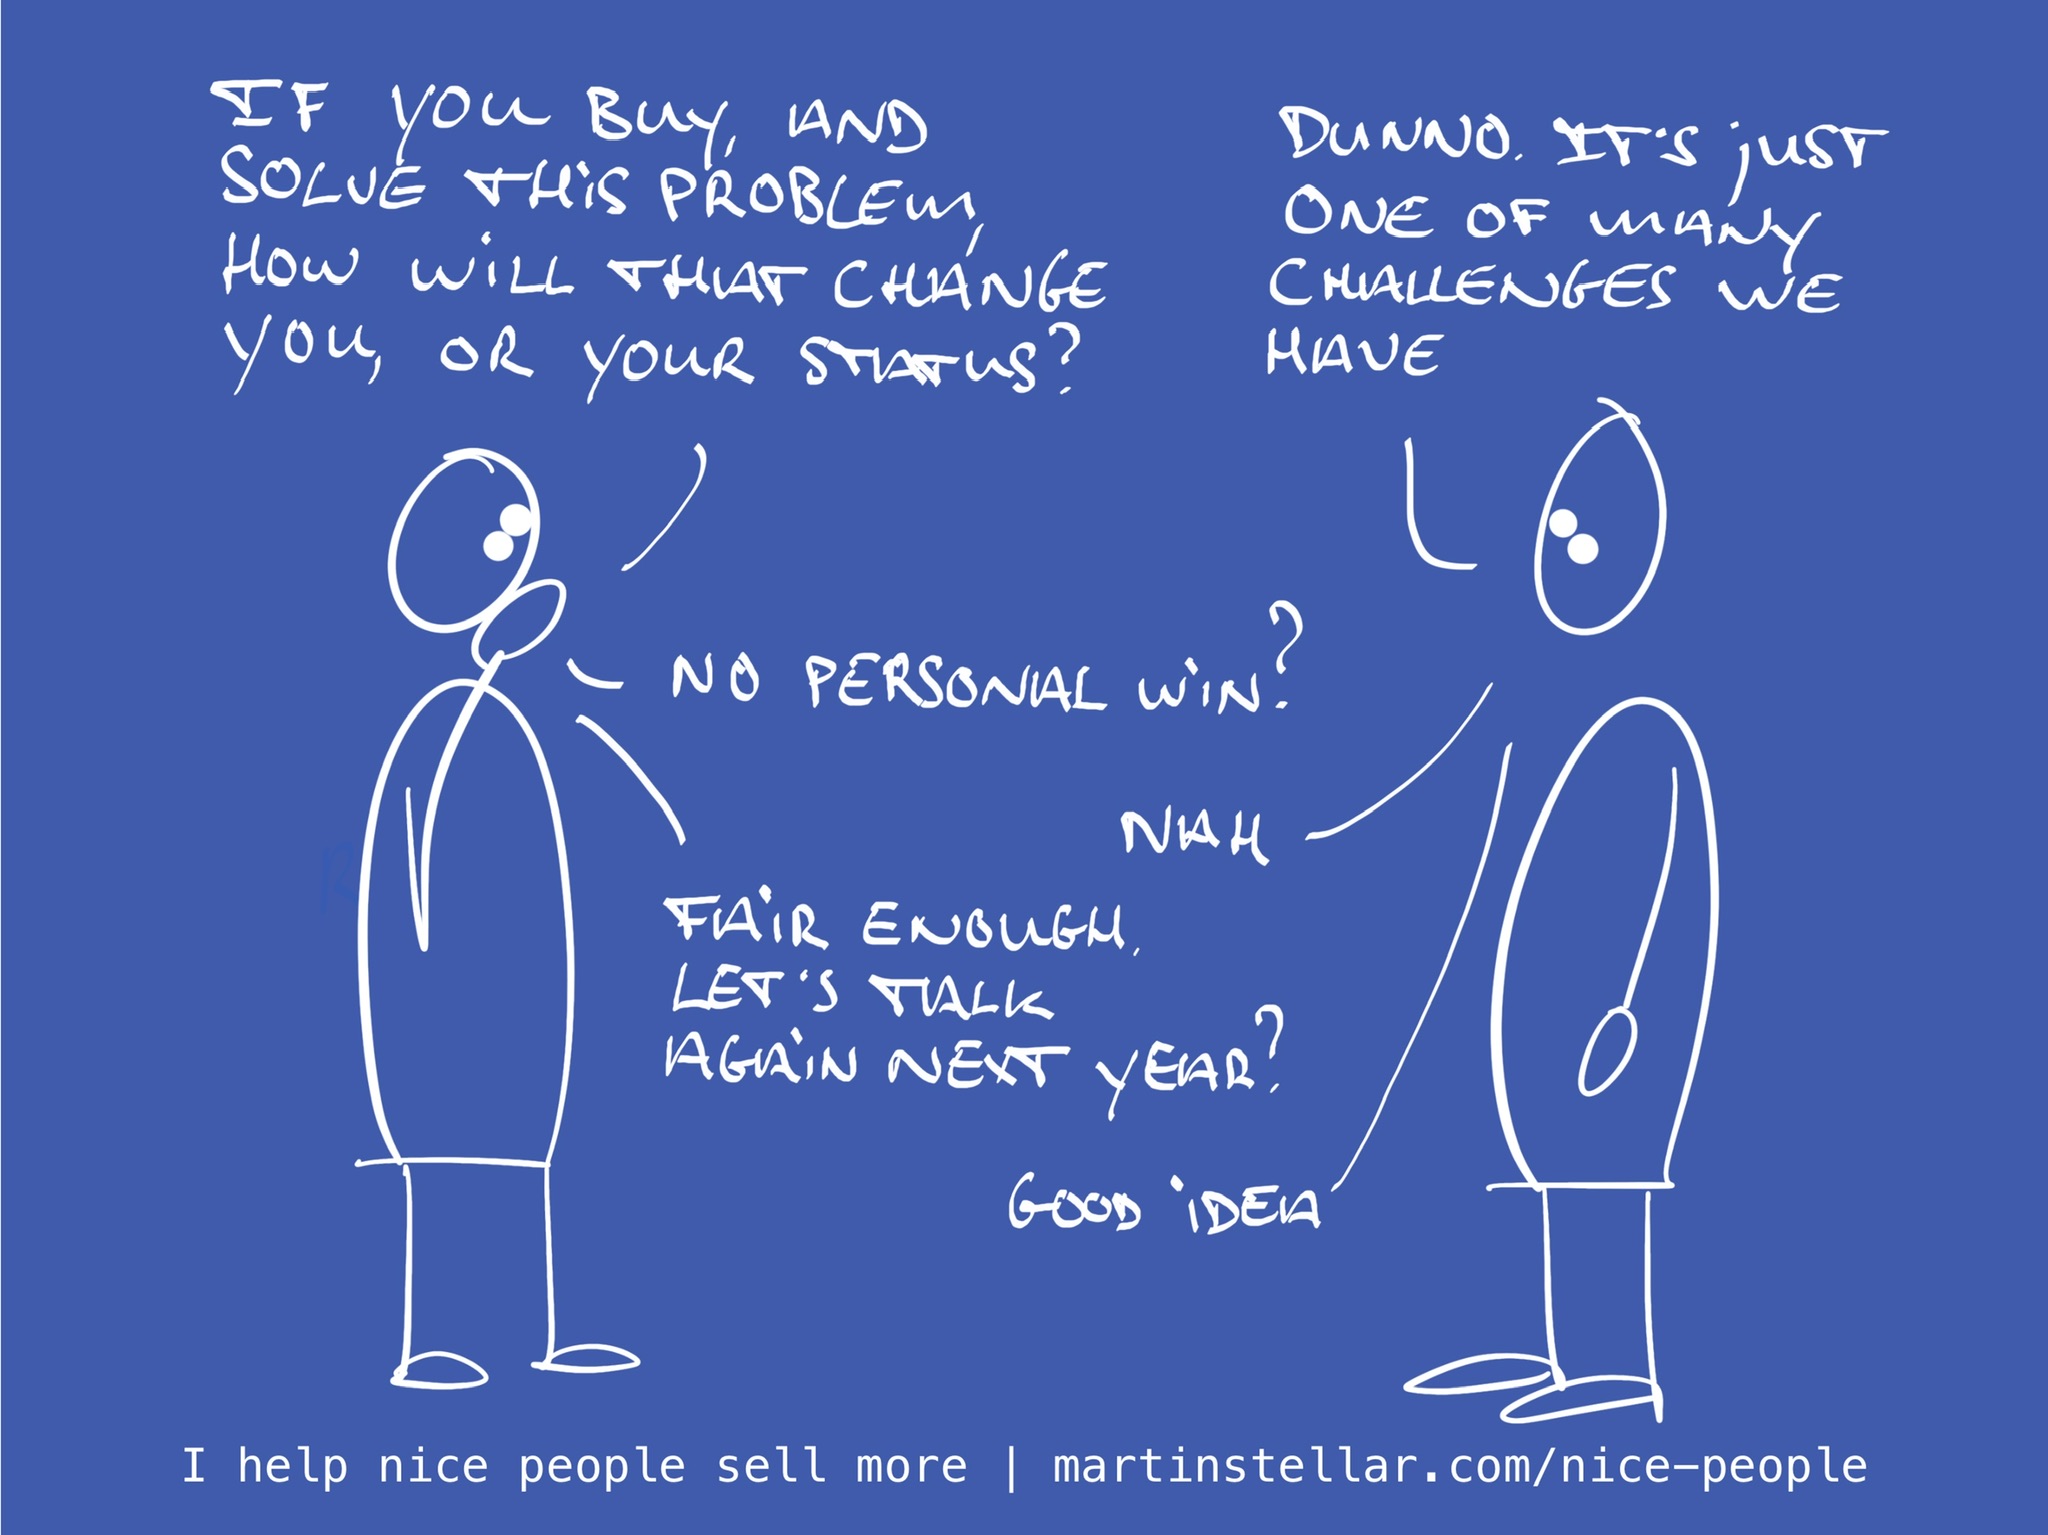 IF YOU BUY, AND
SOLVE THIS PROBLEM,
HOW WILL THAT CHANGE
YOU, OR YOUR STATUS?
DUNNO. IT'S JUST
ONE OF MANY
CHALLENGES WE
HAVE
NO PERSONAL WIN?
NAH
FAIR ENOUGH.
LET'S TALK
AGAIN NEXT YEAR?
GOOD IDEA
I help nice people sell more | martinstellar.com/nice-people